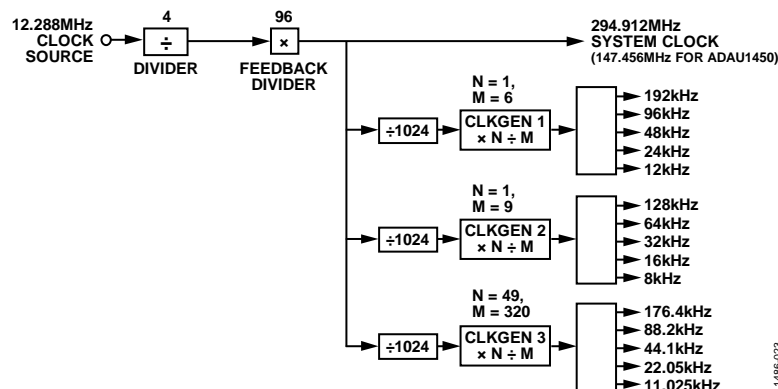 12.288MHz
CLOCK
SOURCE
4
÷
DIVIDER
96
×
FEEDBACK
DIVIDER
294.912MHz
SYSTEM CLOCK
(147.456MHz FOR ADAU1450)
÷1024
N = 1,
M = 6
CLKGEN 1
× N ÷ M
192kHz
96kHz
48kHz
24kHz
12kHz
÷1024
N = 1,
M = 9
CLKGEN 2
× N ÷ M
128kHz
64kHz
32kHz
16kHz
8kHz
÷1024
N = 49,
M = 320
CLKGEN 3
× N ÷ M
176.4kHz
88.2kHz
44.1kHz
22.05kHz
11.025kHz